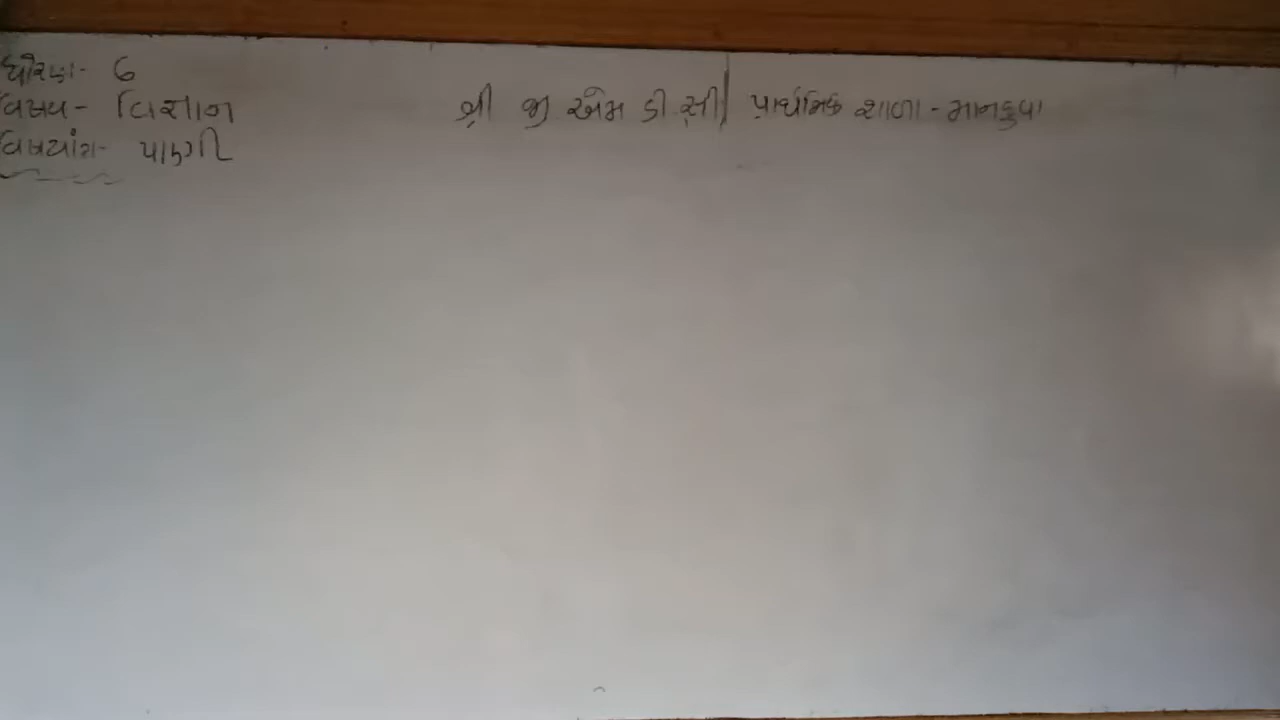 ધોરણ- 6
વિષય- વિજ્ઞાન
વિષયાંગ- પાણી
શ્રી જી એમ ડી સી પ્રાથમિક શાળા - માનકુવા